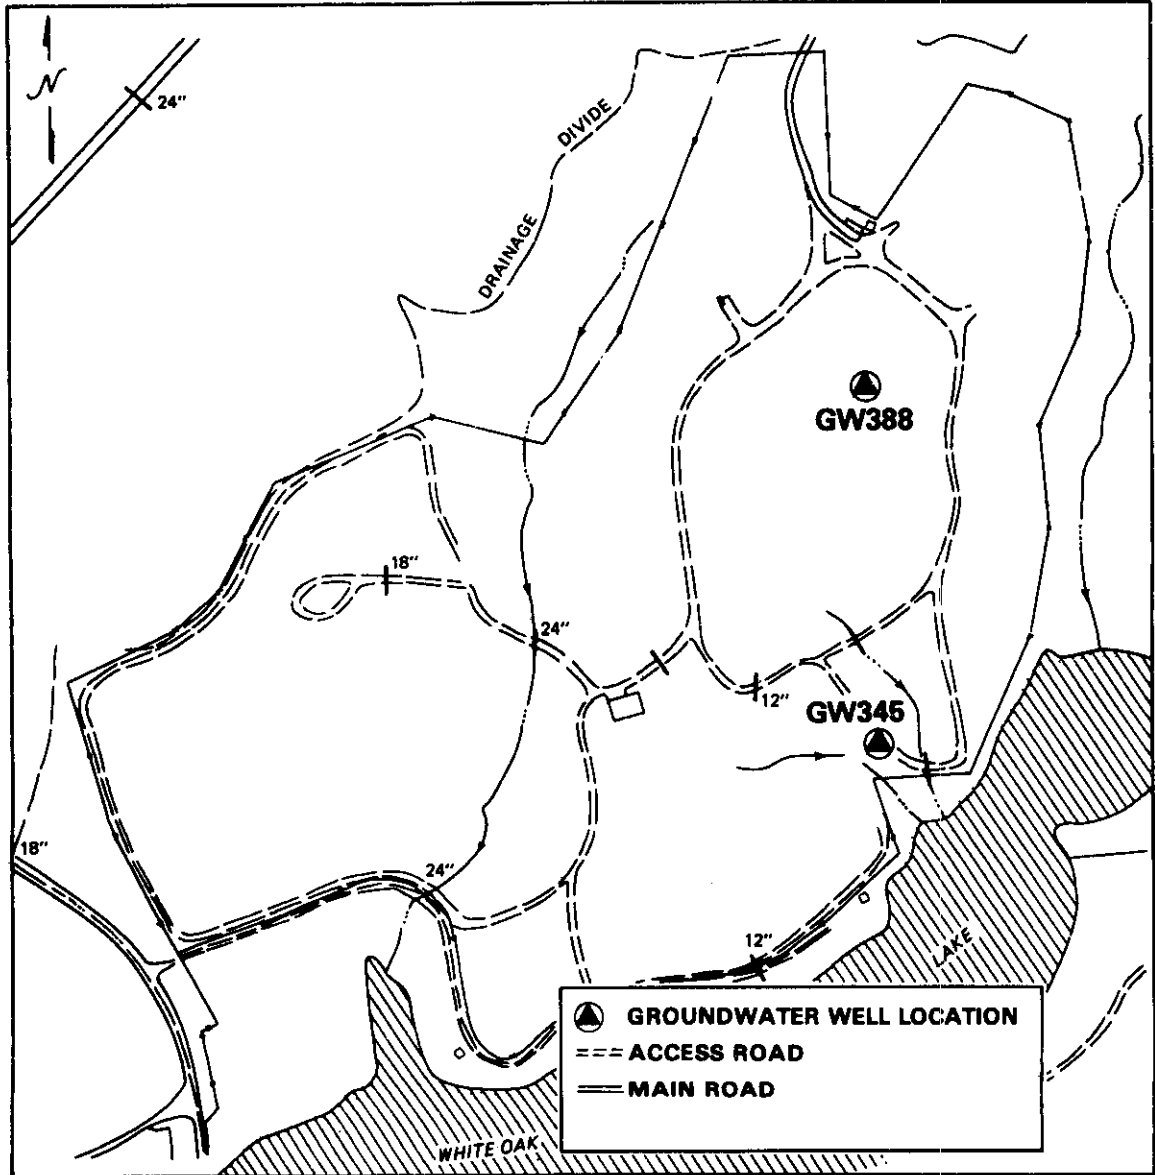 N
24"
DRAINAGE DIVIDE
GW388
18"
24"
12"
GW345
18"
24"
12"
LAKE
GROUNDWATER WELL LOCATION
ACCESS ROAD
MAIN ROAD
WHITE OAK